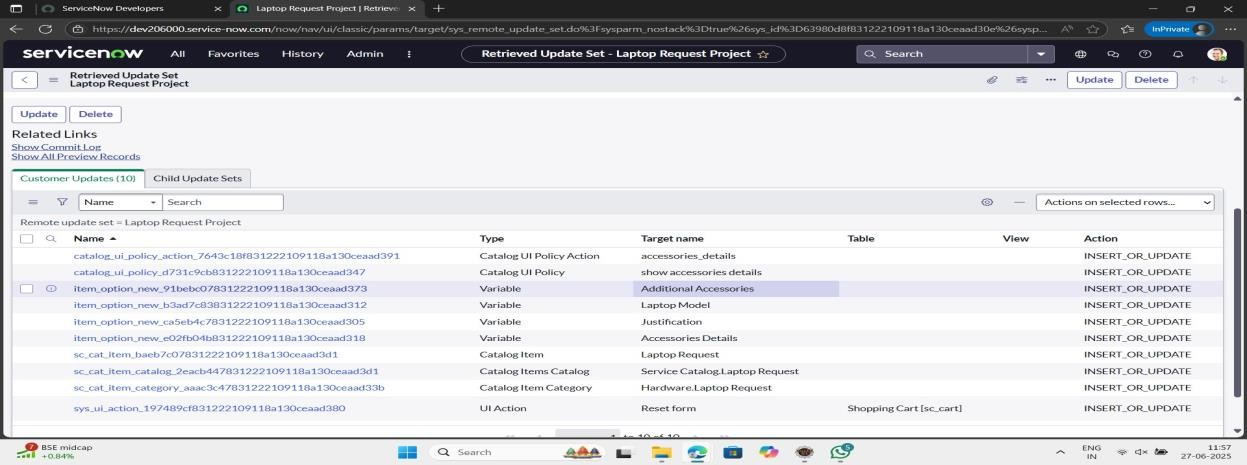 ServiceNow Developers
Laptop Request Project | Retrieve
https://dev206000.service-now.com/now/nav/ui/classic/params/target/sys_remote_update_set.do%3Fsysparm_nostack%3Dtrue%26sys_id%3D63980d8f831222109118a130ceaad30e%26sysp...
InPrivate
servicenow All Favorites History Admin
Retrieved Update Set - Laptop Request Project
Search
Retrieved Update Set
Laptop Request Project
Update Delete
Update Delete
Related Links
Show Commit Log
Show All Preview Records
Customer Updates (10) Child Update Sets
Name Search Actions on selected rows...
Remote update set = Laptop Request Project
Name Type Target name Table View Action
catalog_ui_policy_action_7643c18f831222109118a130ceaad391 Catalog UI Policy Action accessories_details INSERT_OR_UPDATE
catalog_ui_policy_d731c9cb831222109118a130ceaad347 Catalog UI Policy show accessories details INSERT_OR_UPDATE
item_option_new_91bebc07831222109118a130ceaad373 Variable Additional Accessories INSERT_OR_UPDATE
item_option_new_b3ad7c83831222109118a130ceaad312 Variable Laptop Model INSERT_OR_UPDATE
item_option_new_ca5eb4c7831222109118a130ceaad305 Variable Justification INSERT_OR_UPDATE
item_option_new_e02fb04b831222109118a130ceaad318 Variable Accessories Details INSERT_OR_UPDATE
sc_cat_item_baeb7c07831222109118a130ceaad3d1 Catalog Item Laptop Request INSERT_OR_UPDATE
sc_cat_item_catalog_2eacb447831222109118a130ceaad3d1 Catalog Items Catalog Service Catalog.Laptop Request INSERT_OR_UPDATE
sc_cat_item_category_aaac3c47831222109118a130ceaad33b Catalog Item Category Hardware.Laptop Request INSERT_OR_UPDATE
sys_ui_action_197489cf831222109118a130ceaad380 UI Action Reset form Shopping Cart [sc_cart] INSERT_OR_UPDATE
1 to 10 of 10
7
BSE midcap
+0.84%
Search
5
ENG
IN
11:57
27-06-2025